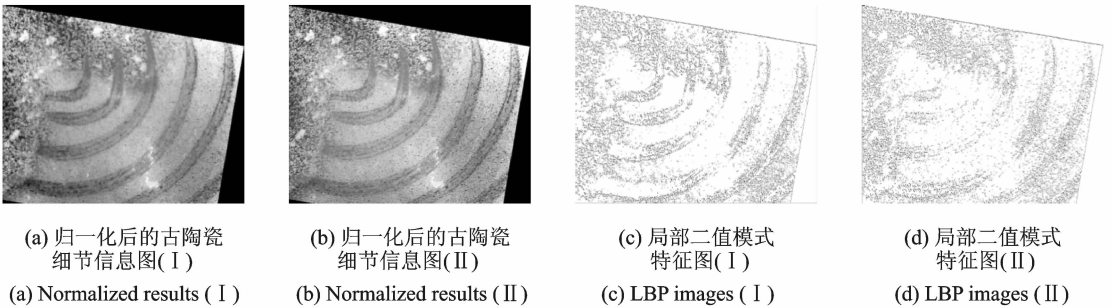 (a) 归一化后的古陶瓷
细节信息图(Ⅰ)
(a) Normalized results (Ⅰ)
(b) 归一化后的古陶瓷
细节信息图(Ⅱ)
(b) Normalized results (Ⅱ)
(c) 局部二值模式
特征图(Ⅰ)
(c) LBP images (Ⅰ)
(d) 局部二值模式
特征图(Ⅱ)
(d) LBP images (Ⅱ)